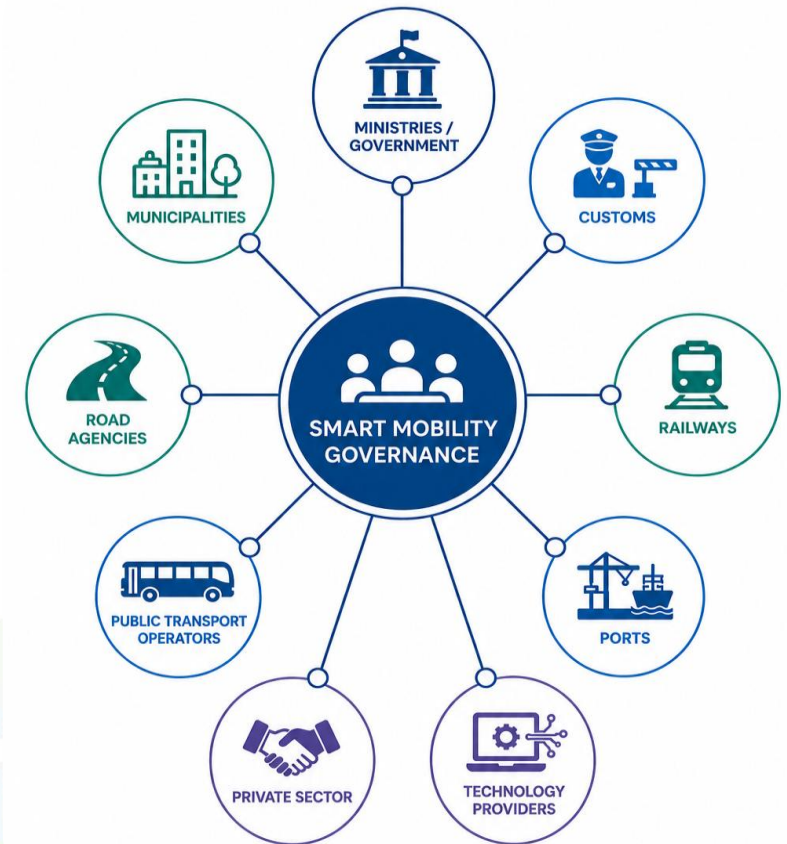 MINISTRIES /
GOVERNMENT
MUNICIPALITIES
CUSTOMS
ROAD
AGENCIES
SMART MOBILITY
GOVERNANCE
RAILWAYS
PUBLIC TRANSPORT
OPERATORS
PORTS
PRIVATE SECTOR
TECHNOLOGY
PROVIDERS